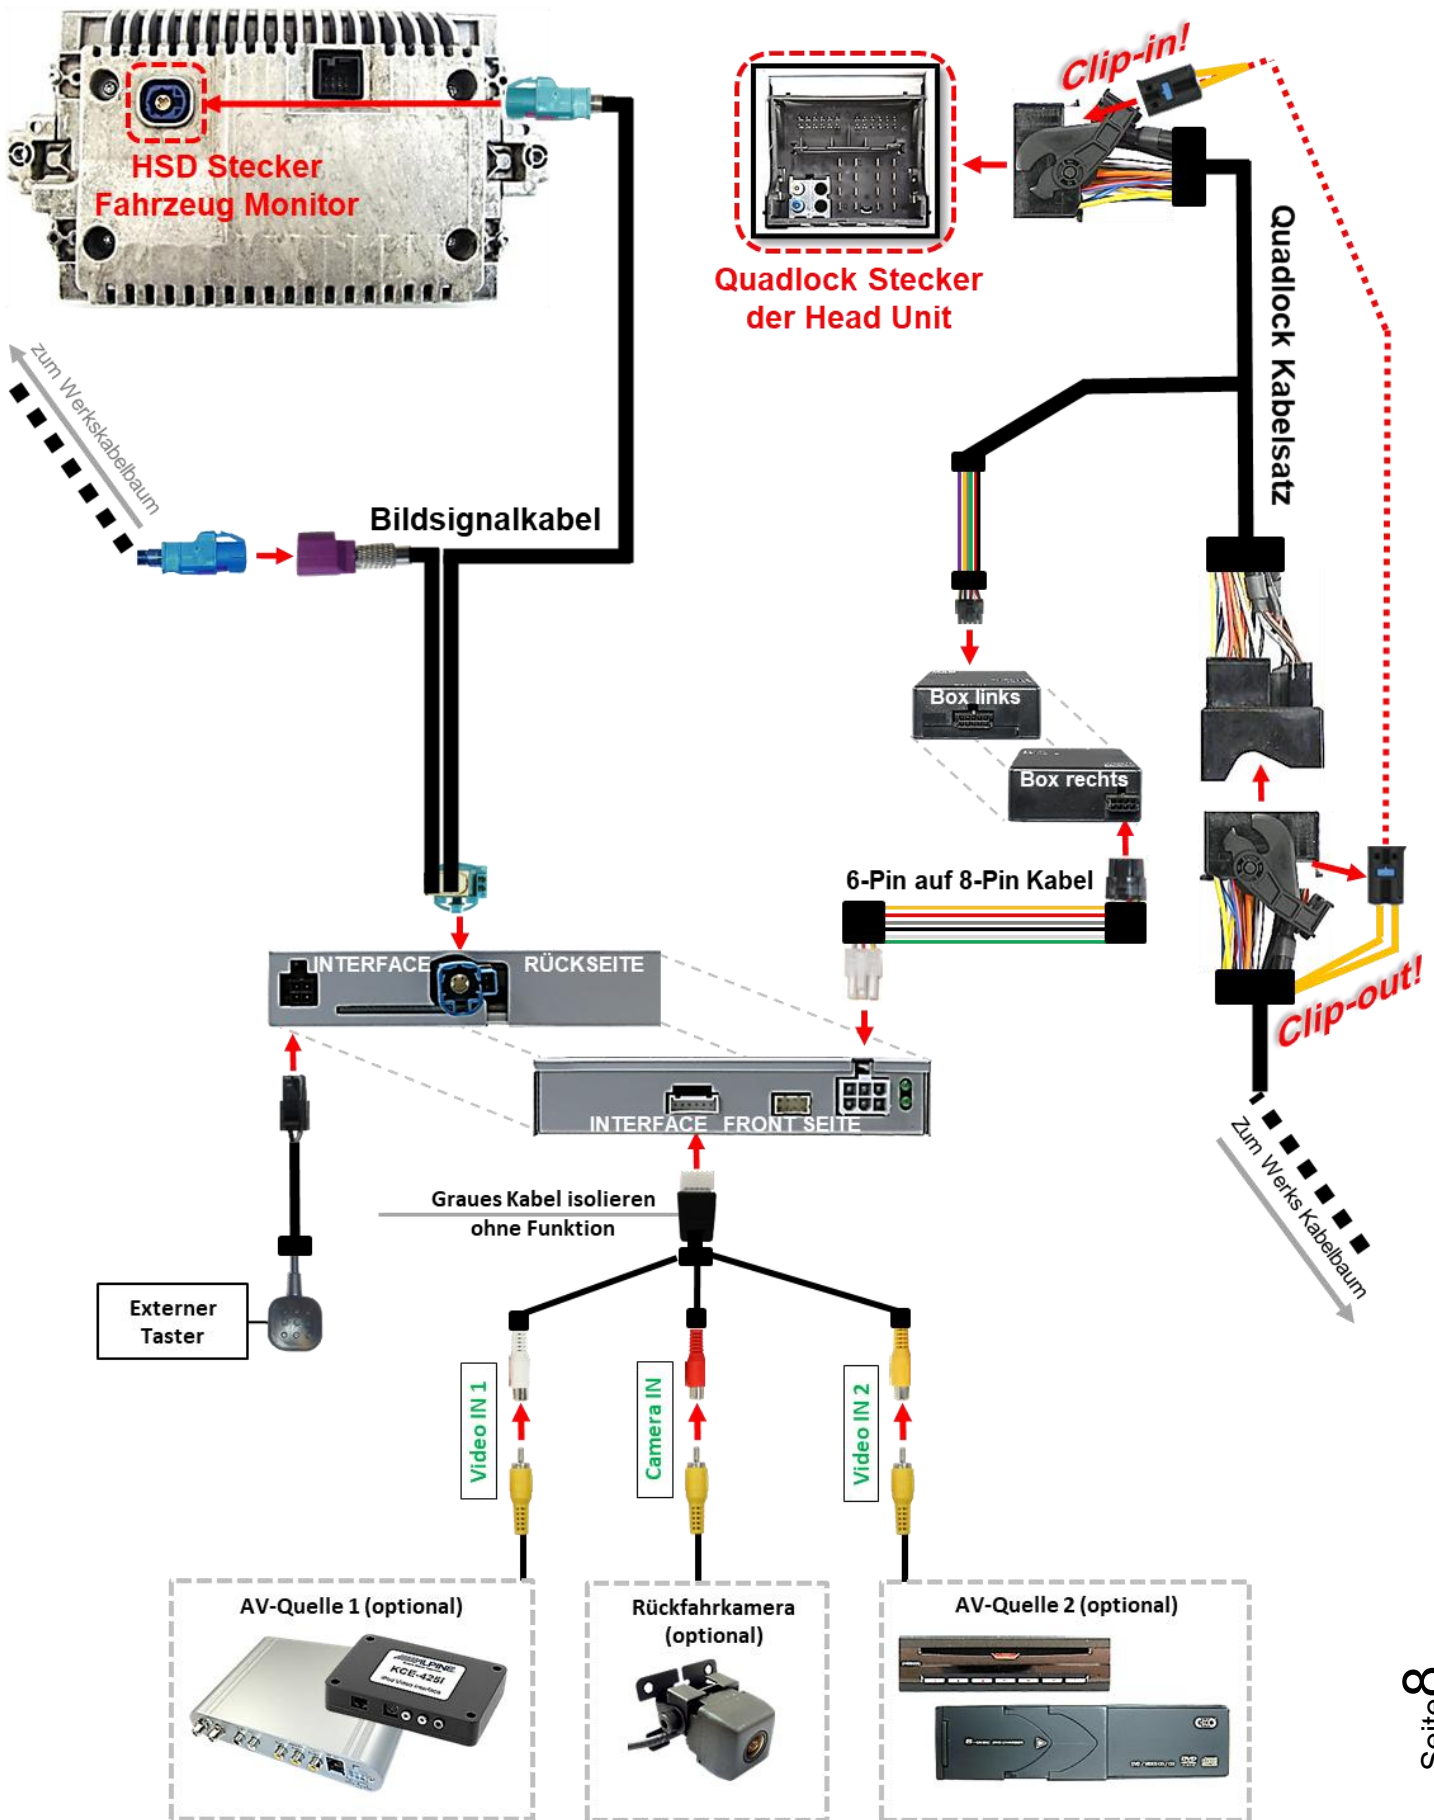 Clip-in!
HSD Stecker
Fahrzeug Monitor
Quadlock Stecker
der Head Unit
Quadlock Kabelsatz
zum Werkskabelbaum
Bildsignalkabel
Box links
Box rechts
6-Pin auf 8-Pin Kabel
INTERFACE RÜCKSEITE
Clip-out!
INTERFACE FRONT SEITE
Zum Werks Kabelbaum
Graues Kabel isolieren
ohne Funktion
Externer
Taster
Video IN 1
Camera IN
Video IN 2
AV-Quelle 1 (optional)
Rückfahrkamera
(optional)
AV-Quelle 2 (optional)
ALPINE
KCE-425i
iPod Video Interface
Seite 8